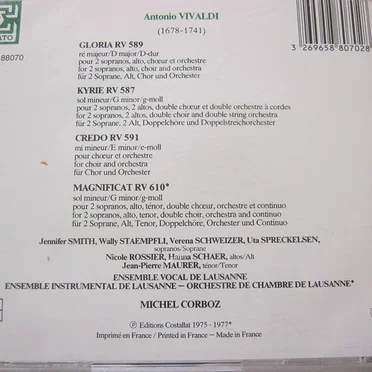 Antonio VIVALDI
(1678-1741)
ATO
88070
3 269658 807028
GLORIA RV 589
ré majeur/D major/D-dur
pour 2 sopranos, alto, chœur et orchestre
for 2 sopranos, alto, choir and orchestra
für 2 Soprane, Alt, Chor und Orchester
KYRIE RV 587
sol mineur/G minor/g-moll
pour 2 sopranos, 2 altos, double chœur et double orchestre à cordes
for 2 sopranos, 2 altos, double choir and double string orchestra
für 2 Soprane, 2 Alt, Doppelchöre und Doppelstreichorchester
CREDO RV 591
mi mineur/E minor/e-moll
pour chœur et orchestre
for choir and orchestra
für Chor und Orchester
MAGNIFICAT RV 610*
sol mineur/G minor/g-moll
pour 2 sopranos, alto, ténor, double chœur, orchestre et continuo
for 2 sopranos, alto, tenor, double choir, orchestra and continuo
für 2 Soprane, Alt, Tenor, Doppelchöre, Orchester und Continuo
Jennifer SMITH, Wally STAEMPFLI, Verena SCHWEIZER, Uta SPRECKELSEN,
sopranos/Soprane
Nicole ROSSIER, Hanna SCHAER, altos/Alt
Jean-Pierre MAURER, ténor/Tenor
ENSEMBLE VOCAL DE LAUSANNE
ENSEMBLE INSTRUMENTAL DE LAUSANNE – ORCHESTRE DE CHAMBRE DE LAUSANNE*
MICHEL CORBOZ
Ⓟ Editions Costallat 1975 - 1977*
Imprimé en France / Printed in France – Made in France